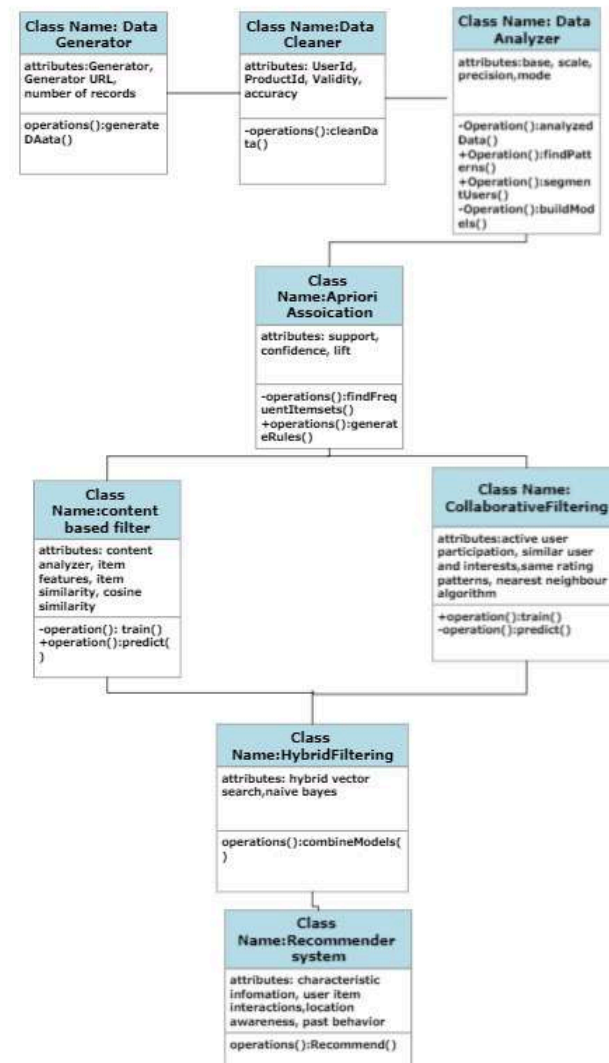 Class Name: Data
Generator
attributes:Generator,
Generator URL,
number of records
operations():generate
DAata()
Class Name:Data
Cleaner
attributes: UserId,
ProductId, Validity,
accuracy
-operations():cleanDa
ta()
Class Name: Data
Analyzer
attributes:base, scale,
precision,mode
-Operation():analyzed
Data()
+Operation():findPatt
erns()
+Operation():segmen
tUsers()
-Operation():buildMod
els()
Class
Name:Apriori
Assoication
attributes: support,
confidence, lift
-operations():findFreq
uentItemsets()
+operations():generat
eRules()
Class
Name:content
based filter
attributes: content
analyzer, item
features, item
similarity, cosine
similarity
-operation(): train()
+operation():predict(
)
Class Name:
CollaborativeFiltering
attributes:active user
participation, similar user
and interests,same rating
patterns, nearest neighbour
algorithm
+operation():train()
-operation():predict()
Class
Name:HybridFiltering
attributes: hybrid vector
search,naive bayes
operations():combineModels(
)
Class
Name:Recommender
system
attributes: characteristic
infomation, user item
interactions,location
awareness, past behavior
operations():Recommend()